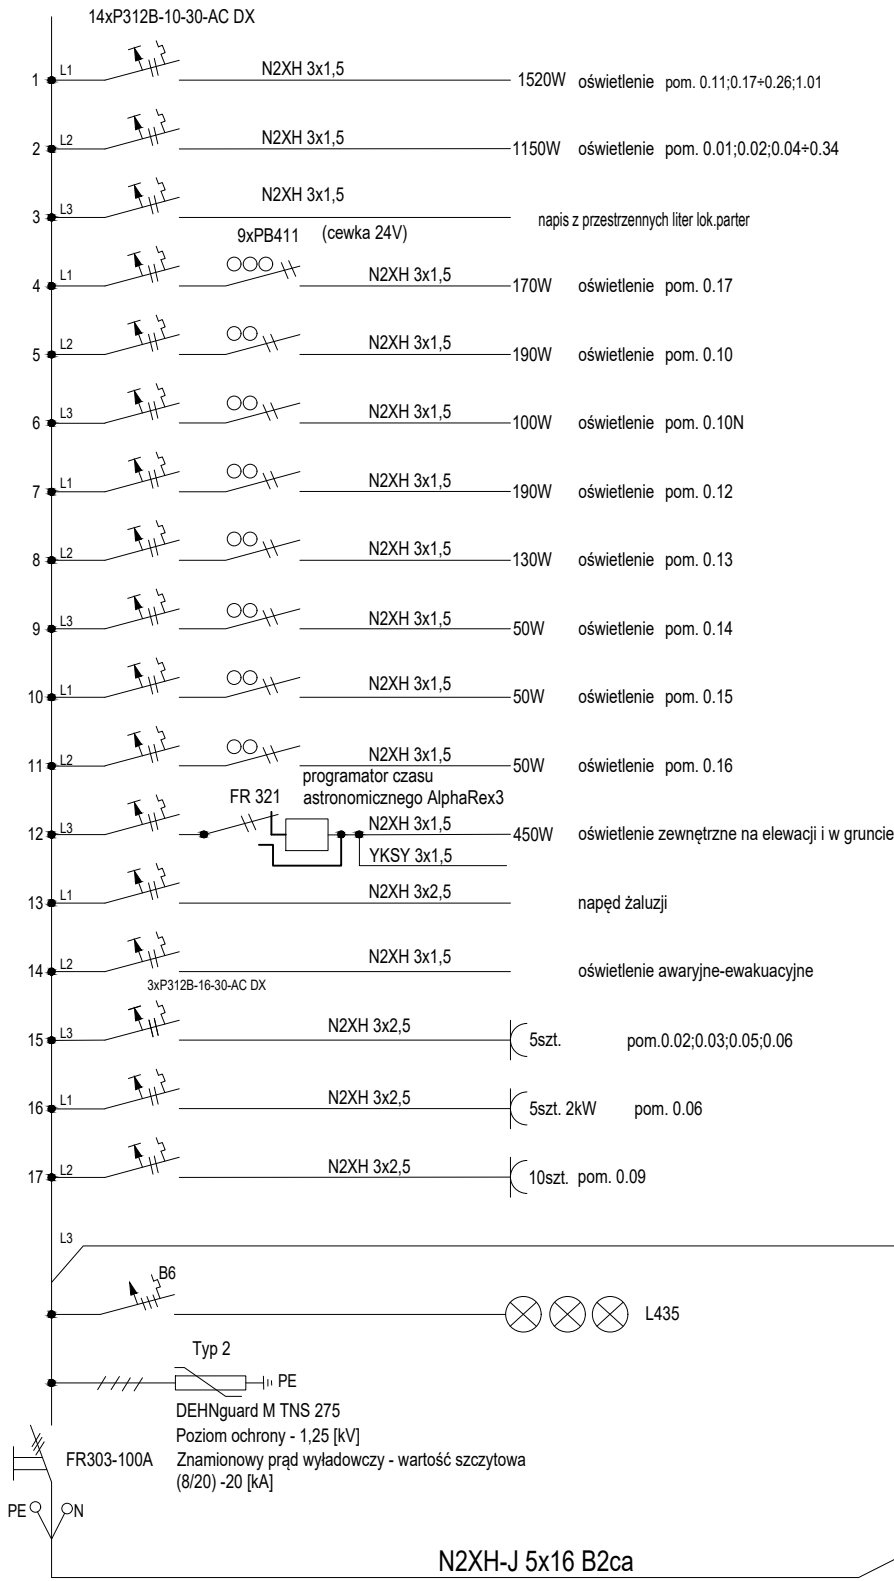 14xP312B-10-30-AC DX
1 L1 N2XH 3x1,5 1520W oświetlenie pom. 0.11;0.17÷0.26;1.01
2 L2 N2XH 3x1,5 1150W oświetlenie pom. 0.01;0.02;0.04÷0.34
3 L3 N2XH 3x1,5 napis z przestrzennych liter lok.parter
9xPB411 (cewka 24V)
4 L1 N2XH 3x1,5 170W oświetlenie pom. 0.17
5 L2 N2XH 3x1,5 190W oświetlenie pom. 0.10
6 L3 N2XH 3x1,5 100W oświetlenie pom. 0.10N
7 L1 N2XH 3x1,5 190W oświetlenie pom. 0.12
8 L2 N2XH 3x1,5 130W oświetlenie pom. 0.13
9 L3 N2XH 3x1,5 50W oświetlenie pom. 0.14
10 L1 N2XH 3x1,5 50W oświetlenie pom. 0.15
11 L2 N2XH 3x1,5 50W oświetlenie pom. 0.16
programator czasu
FR 321 astronomicznego AlphaRex3
12 L3 N2XH 3x1,5 450W oświetlenie zewnętrzne na elewacji i w gruncie
YKSY 3x1,5
13 L1 N2XH 3x2,5 napęd żaluzji
14 L2 N2XH 3x1,5 oświetlenie awaryjne-ewakuacyjne
3xP312B-16-30-AC DX
15 L3 N2XH 3x2,5 5szt. pom.0.02;0.03;0.05;0.06
16 L1 N2XH 3x2,5 5szt. 2kW pom. 0.06
17 L2 N2XH 3x2,5 10szt. pom. 0.09
L3
B6 L435
Typ 2
PE
DEHNguard M TNS 275
Poziom ochrony - 1,25 [kV]
FR303-100A Znamionowy prąd wyładowczy - wartość szczytowa
(8/20) -20 [kA]
PE N
N2XH-J 5x16 B2ca